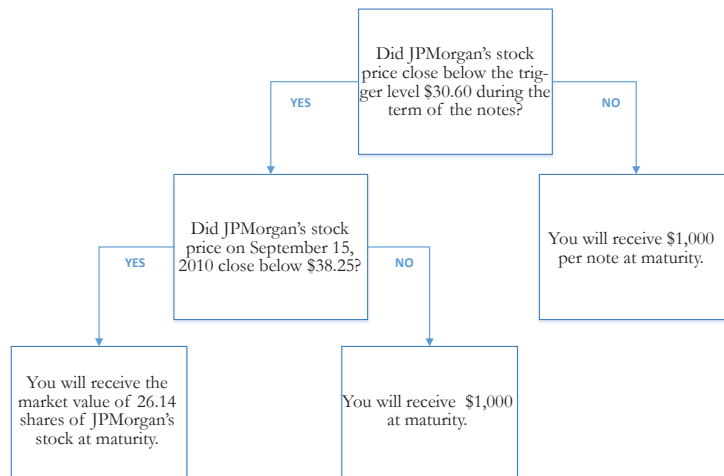 Did JPMorgan's stock
price close below the trig-
ger level $30.60 during the
term of the notes?
YES
NO
Did JPMorgan's stock
price on September 15,
2010 close below $38.25?
You will receive $1,000
per note at maturity.
YES
NO
You will receive the
market value of 26.14
shares of JPMorgan's
stock at maturity.
You will receive $1,000
at maturity.